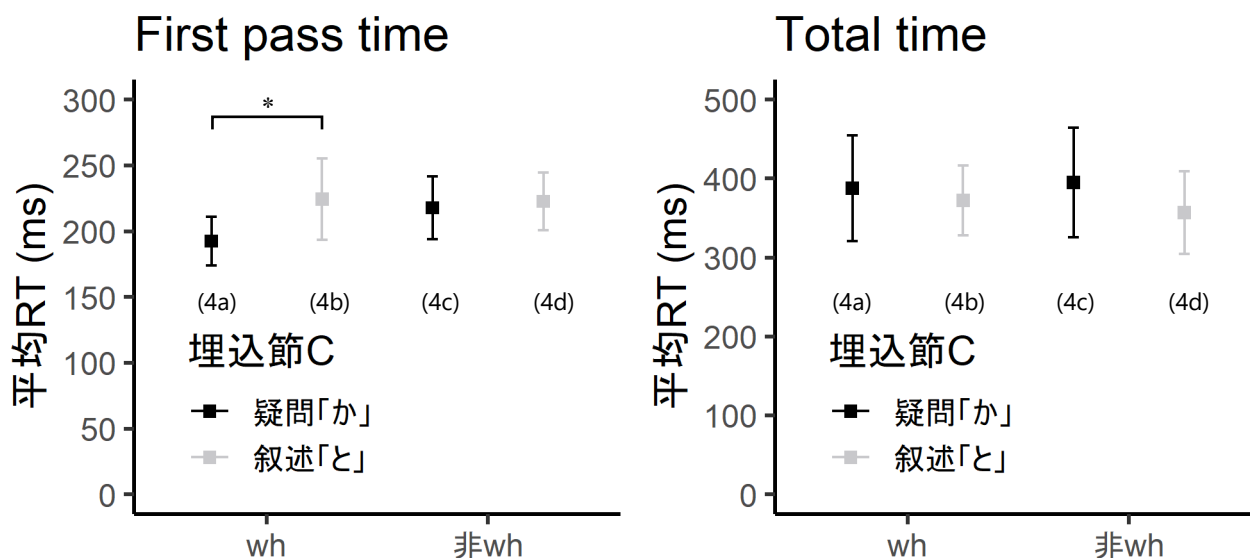 First pass time
平均RT (ms)
300
250
200
150
100
50
0
*
(4a) (4b) (4c) (4d)
埋込節C
疑問「か」
叙述「と」
wh 非wh
Total time
平均RT (ms)
500
400
300
200
100
0
(4a) (4b) (4c) (4d)
埋込節C
疑問「か」
叙述「と」
wh 非wh